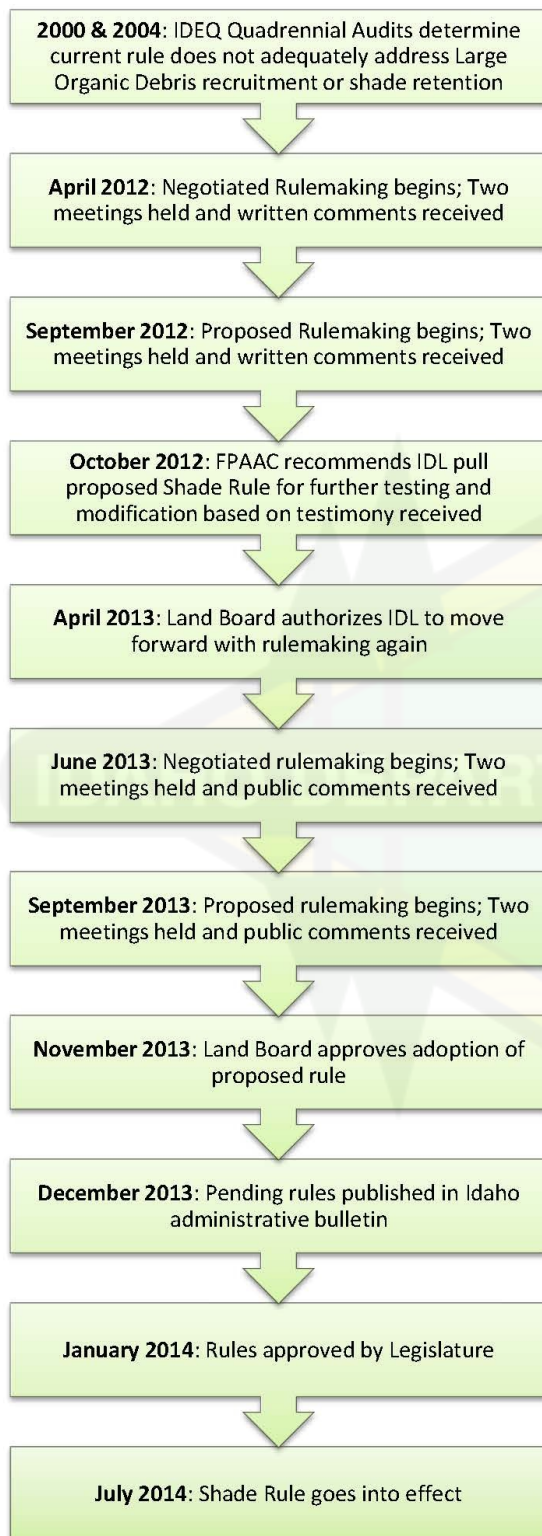 2000 & 2004: IDEQ Quadrennial Audits determine
current rule does not adequately address Large
Organic Debris recruitment or shade retention
April 2012: Negotiated Rulemaking begins; Two
meetings held and written comments received
September 2012: Proposed Rulemaking begins; Two
meetings held and written comments received
October 2012: FPAAC recommends IDL pull
proposed Shade Rule for further testing and
modification based on testimony received
April 2013: Land Board authorizes IDL to move
forward with rulemaking again
June 2013: Negotiated rulemaking begins; Two
meetings held and public comments received
September 2013: Proposed rulemaking begins; Two
meetings held and public comments received
November 2013: Land Board approves adoption of
proposed rule
December 2013: Pending rules published in Idaho
administrative bulletin
January 2014: Rules approved by Legislature
July 2014: Shade Rule goes into effect